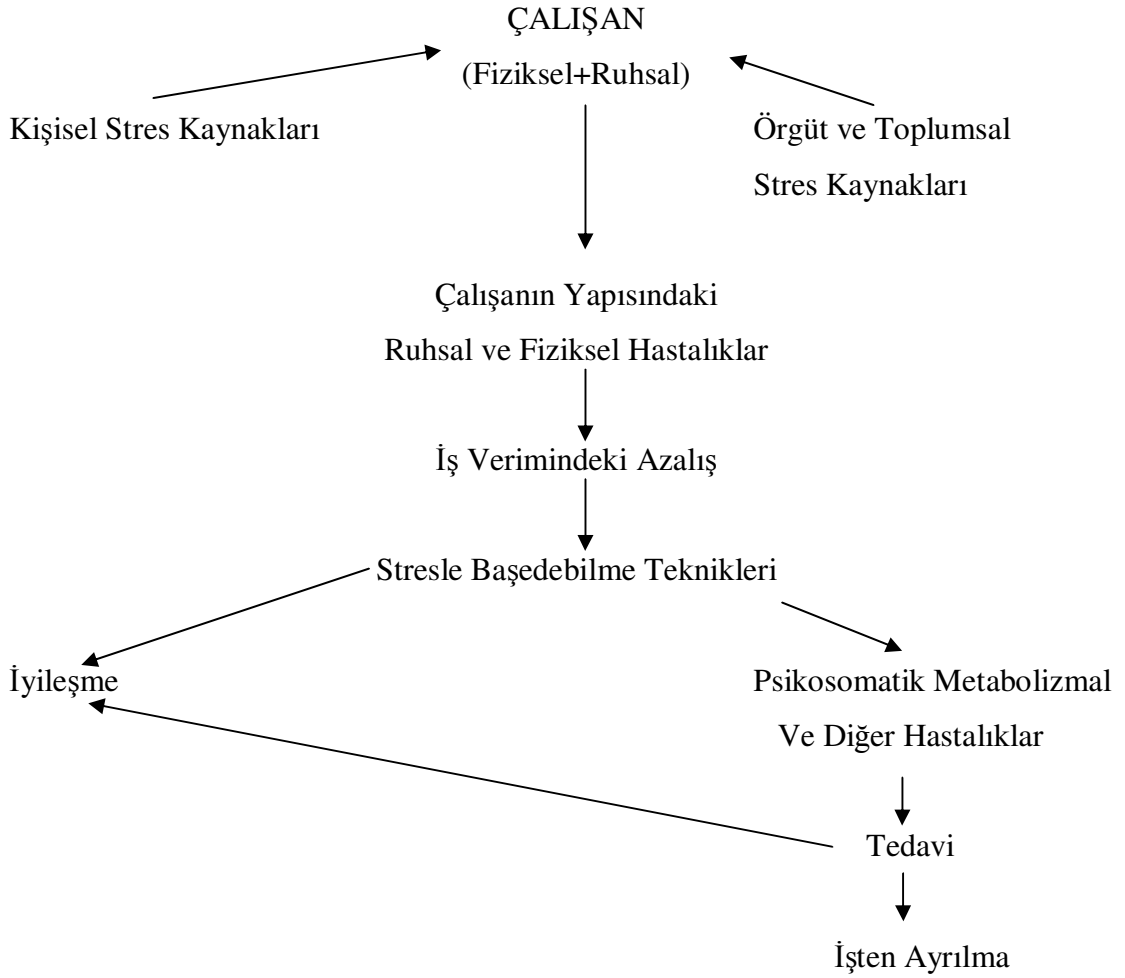 ÇALIŞAN
(Fiziksel+Ruhsal)
Kişisel Stres Kaynakları
Örgüt ve Toplumsal
Stres Kaynakları
Çalışanın Yapısındaki
Ruhsal ve Fiziksel Hastalıklar
İş Verimindeki Azalış
Stresle Başedebilme Teknikleri
İyileşme
Psikosomatik Metabolizmal
Ve Diğer Hastalıklar
Tedavi
İşten Ayrılma